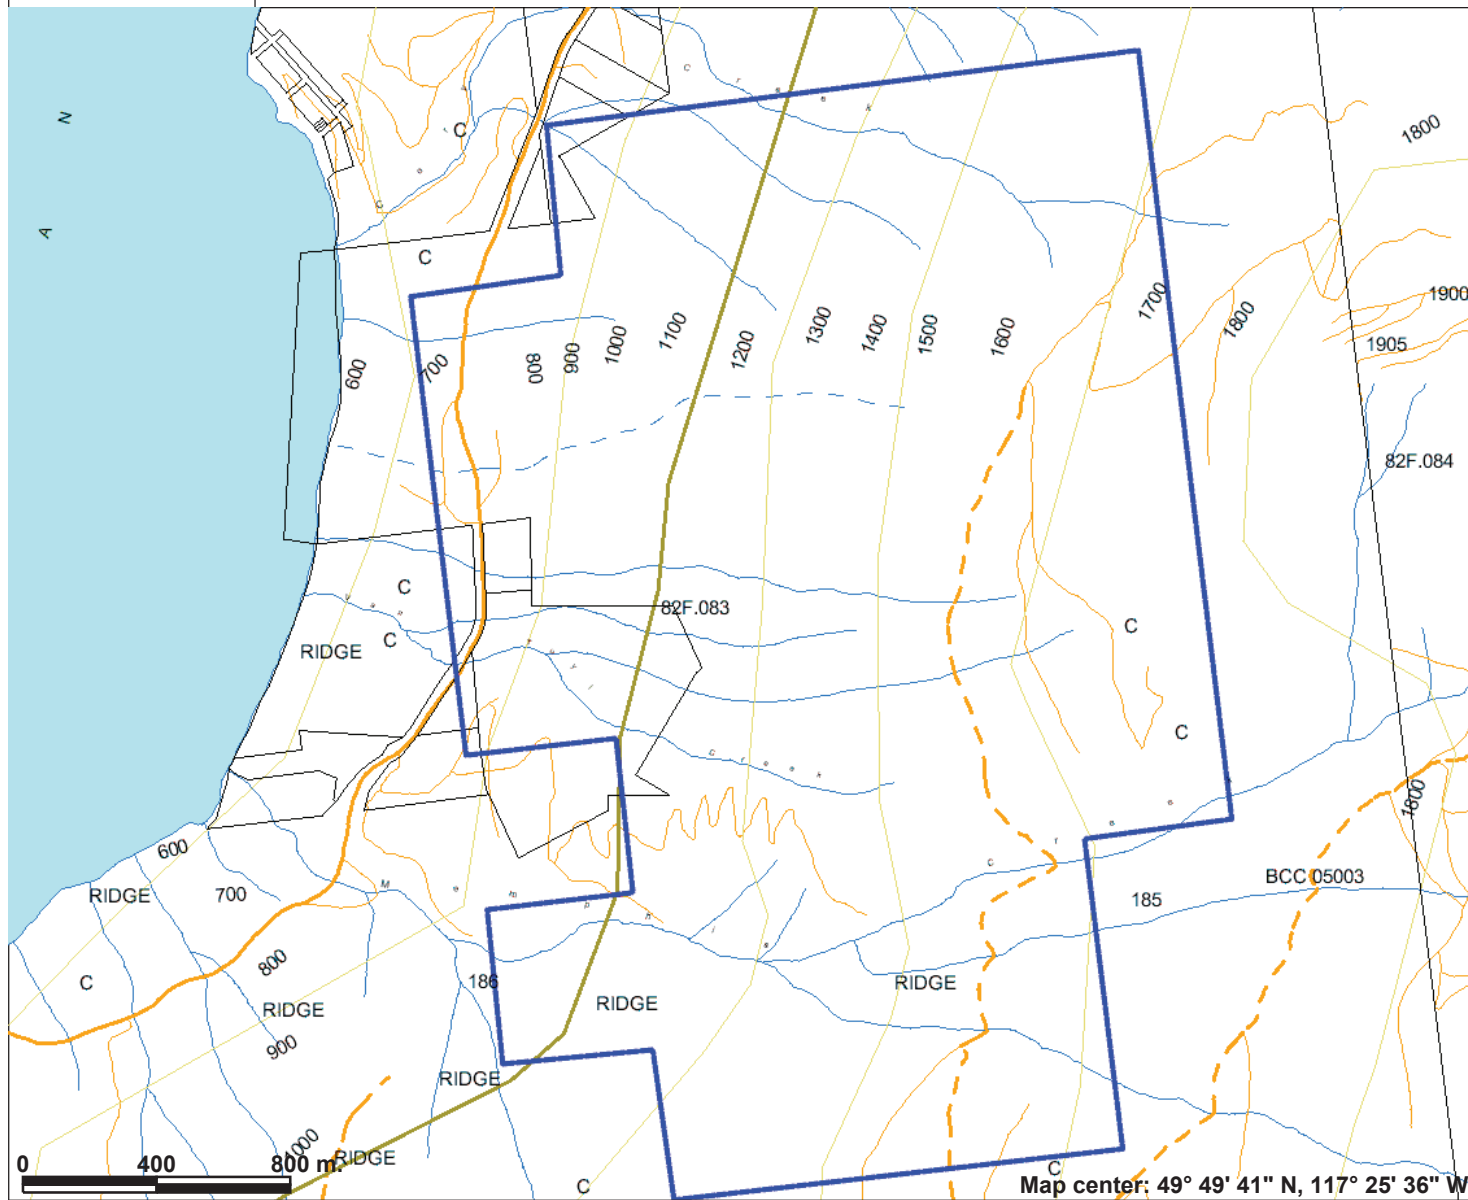 N
A
C r e e k
C
C
1800
1900
1905
600
700
800
900
1000
1100
1200
1300
1400
1500
1600
1700
1800
82F.084
82F.083
C
C
RIDGE
C
C
C r e e k
1800
600
700
RIDGE
M e m p h i s
C r e e k
BCC 05003
185
800
C
186
RIDGE
RIDGE
RIDGE
900
RIDGE
1000
RIDGE
C
C
0 400 800 m.
Map center: 49° 49' 41" N, 117° 25' 36" W